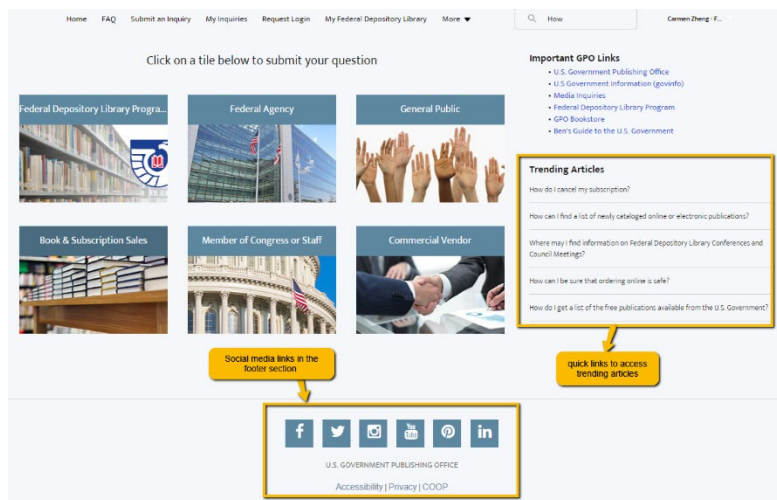 Home FAQ Submit an Inquiry My Inquiries Request Login My Federal Depository Library More ▼ How Carmen Zheng - F...
Click on a tile below to submit your question
Federal Depository Library Progra...
Federal Agency
General Public
Book & Subscription Sales
Member of Congress or Staff
Commercial Vendor
Important GPO Links
• U.S. Government Publishing Office
• U.S Government Information (govinfo)
• Media Inquiries
• Federal Depository Library Program
• GPO Bookstore
• Ben's Guide to the U.S. Government
Trending Articles
How do I cancel my subscription?
How can I find a list of newly cataloged online or electronic publications?
Where may I find information on Federal Depository Library Conferences and
Council Meetings?
How can I be sure that ordering online is safe?
How do I get a list of the free publications available from the U.S. Government?
quick links to access
trending articles
Social media links in the
footer section
f You Tube in
U.S. GOVERNMENT PUBLISHING OFFICE
Accessibility | Privacy | COOP